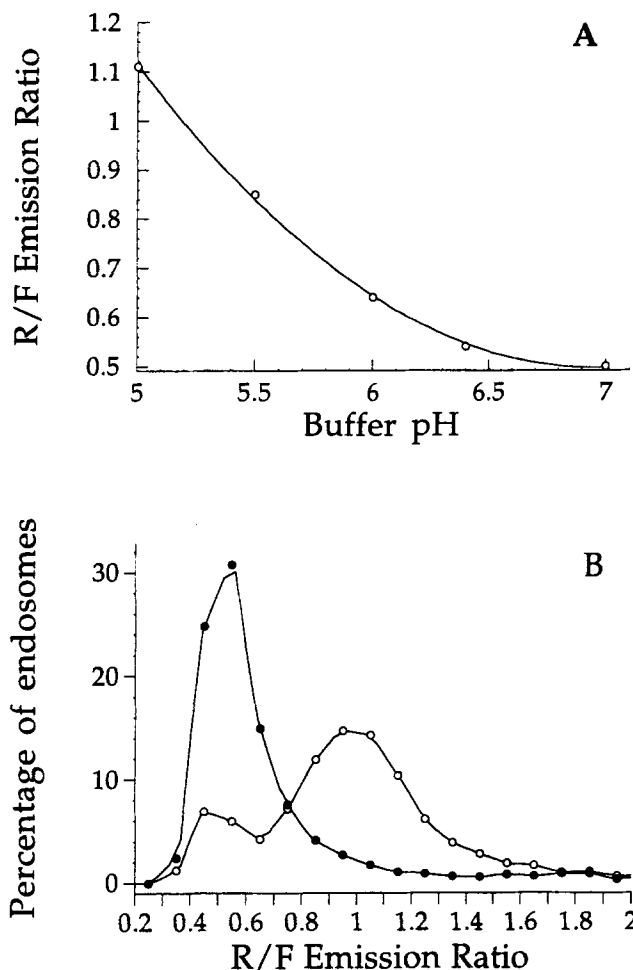 A
R/F Emission Ratio
1.2
1.1
1
0.9
0.8
0.7
0.6
0.5
5
5.5
6
6.5
7
Buffer pH
B
Percentage of endosomes
30
20
10
0
0.2 0.4 0.6 0.8 1 1.2 1.4 1.6 1.8 2
R/F Emission Ratio